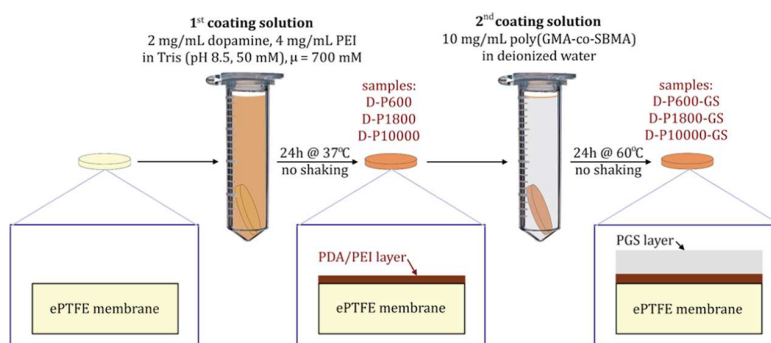 1st coating solution
2 mg/mL dopamine, 4 mg/mL PEI
in Tris (pH 8.5, 50 mM), μ = 700 mM
2nd coating solution
10 mg/mL poly(GMA-co-SBMA)
in deionized water
samples:
D-P600
D-P1800
D-P10000
samples:
D-P600-GS
D-P1800-GS
D-P10000-GS
24h @ 37°C
no shaking
24h @ 60°C
no shaking
PDA/PEI layer
PGS layer
ePTFE membrane
ePTFE membrane
ePTFE membrane